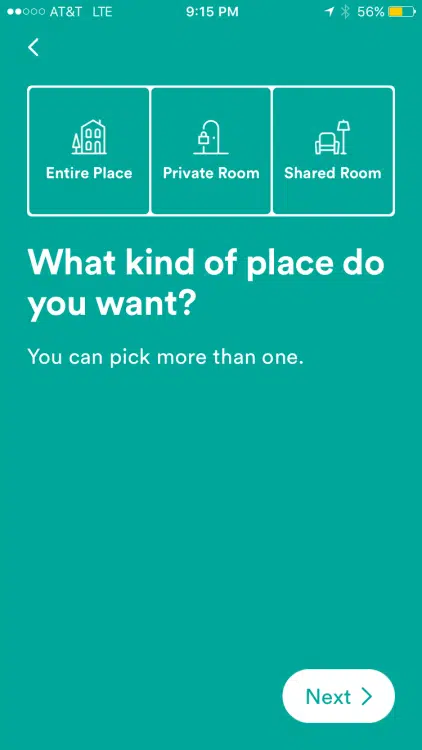 AT&T LTE 9:15 PM 56%
Entire Place Private Room Shared Room
What kind of place do
you want?
You can pick more than one.
Next